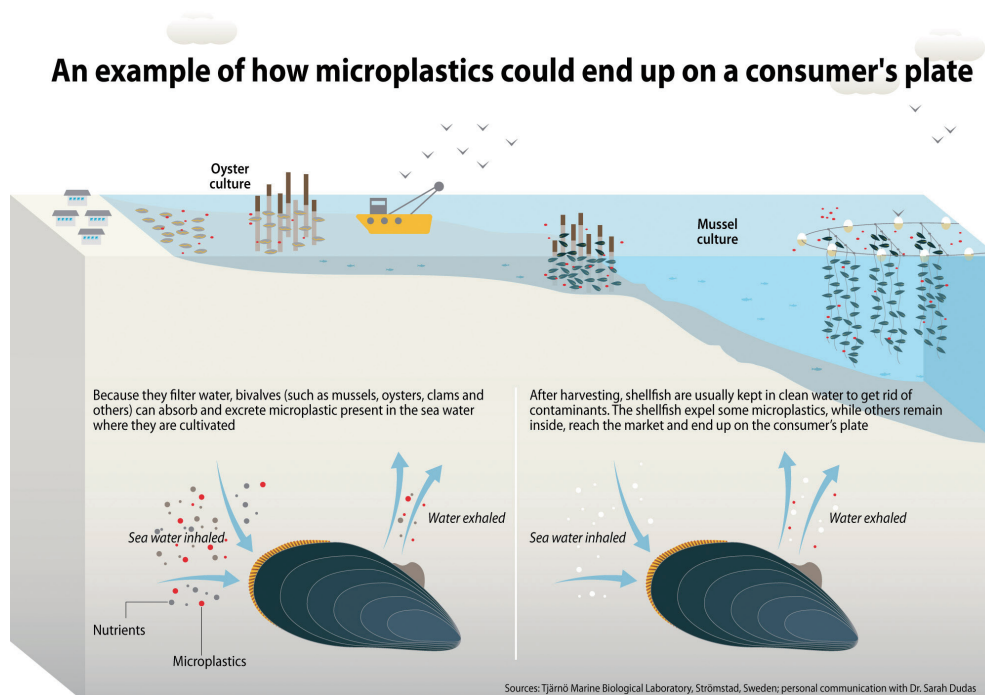 An example of how microplastics could end up on a consumer's plate
Oyster
culture
Mussel
culture
Because they filter water, bivalves (such as mussels, oysters, clams and
others) can absorb and excrete microplastic present in the sea water
where they are cultivated
After harvesting, shellfish are usually kept in clean water to get rid of
contaminants. The shellfish expel some microplastics, while others remain
inside, reach the market and end up on the consumer’s plate
Sea water inhaled
Water exhaled
Nutrients
Microplastics
Sea water inhaled
Water exhaled
Sources: Tjärnö Marine Biological Laboratory, Strömstad, Sweden; personal communication with Dr. Sarah Dudas